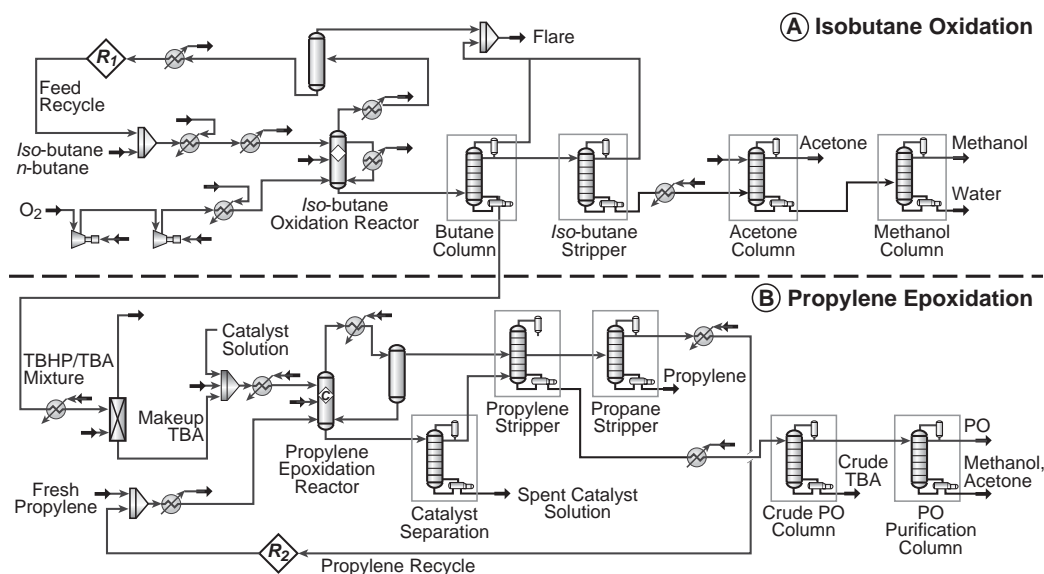 A Isobutane Oxidation
Flare
R1
Feed
Recycle
Iso-butane
n-butane
O2
Iso-butane
Oxidation Reactor
Butane
Column
Iso-butane
Stripper
Acetone
Acetone
Column
Methanol
Water
Methanol
Column
B Propylene Epoxidation
TBHP/TBA
Mixture
Catalyst
Solution
Makeup
TBA
C
Propylene
Epoxidation
Reactor
Propylene
Stripper
Propane
Stripper
Propylene
Fresh
Propylene
Catalyst
Separation
Spent Catalyst
Solution
Crude
TBA
Crude PO
Column
PO
Methanol,
Acetone
PO
Purification
Column
R2
Propylene Recycle